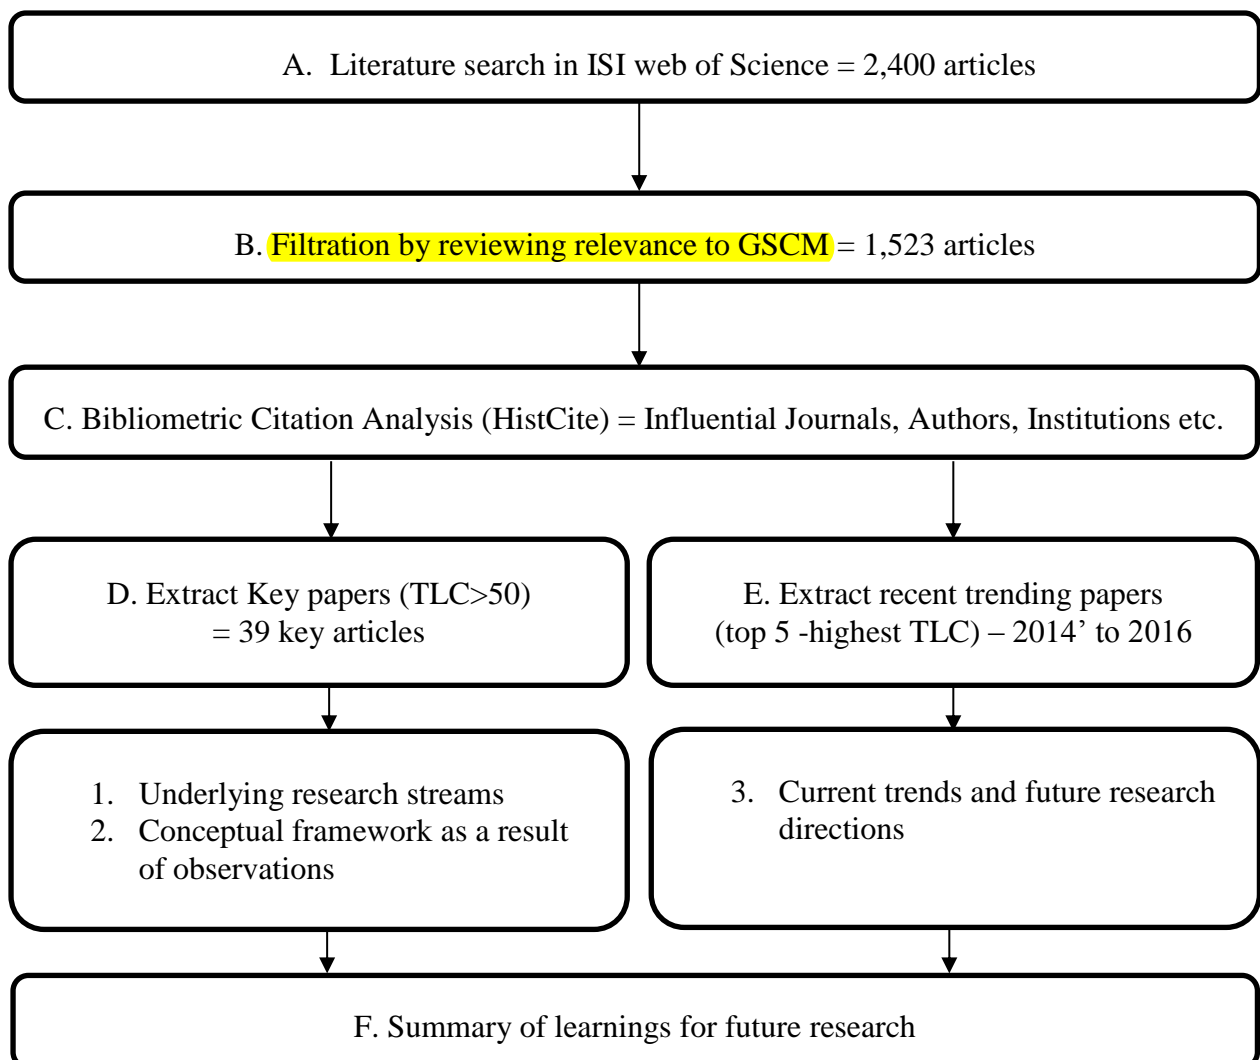 A. Literature search in ISI web of Science = 2,400 articles
B. Filtration by reviewing relevance to GSCM = 1,523 articles
C. Bibliometric Citation Analysis (HistCite) = Influential Journals, Authors, Institutions etc.
D. Extract Key papers (TLC>50)
= 39 key articles
E. Extract recent trending papers
(top 5 -highest TLC) – 2014’ to 2016
1. Underlying research streams
2. Conceptual framework as a result
of observations
3. Current trends and future research
directions
F. Summary of learnings for future research